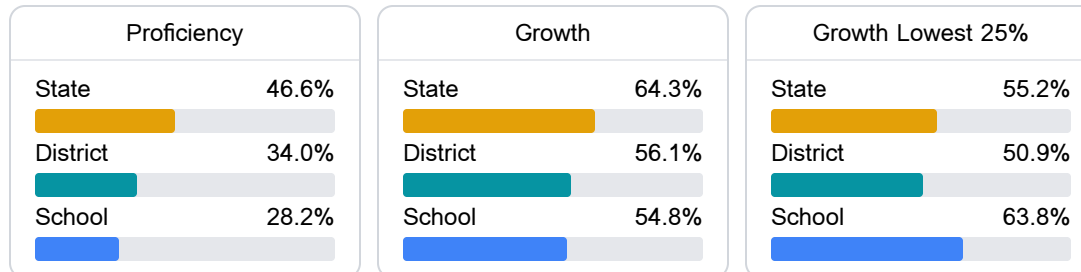 Proficiency
State 46.6%
District 34.0%
School 28.2%
Growth
State 64.3%
District 56.1%
School 54.8%
Growth Lowest 25%
State 55.2%
District 50.9%
School 63.8%